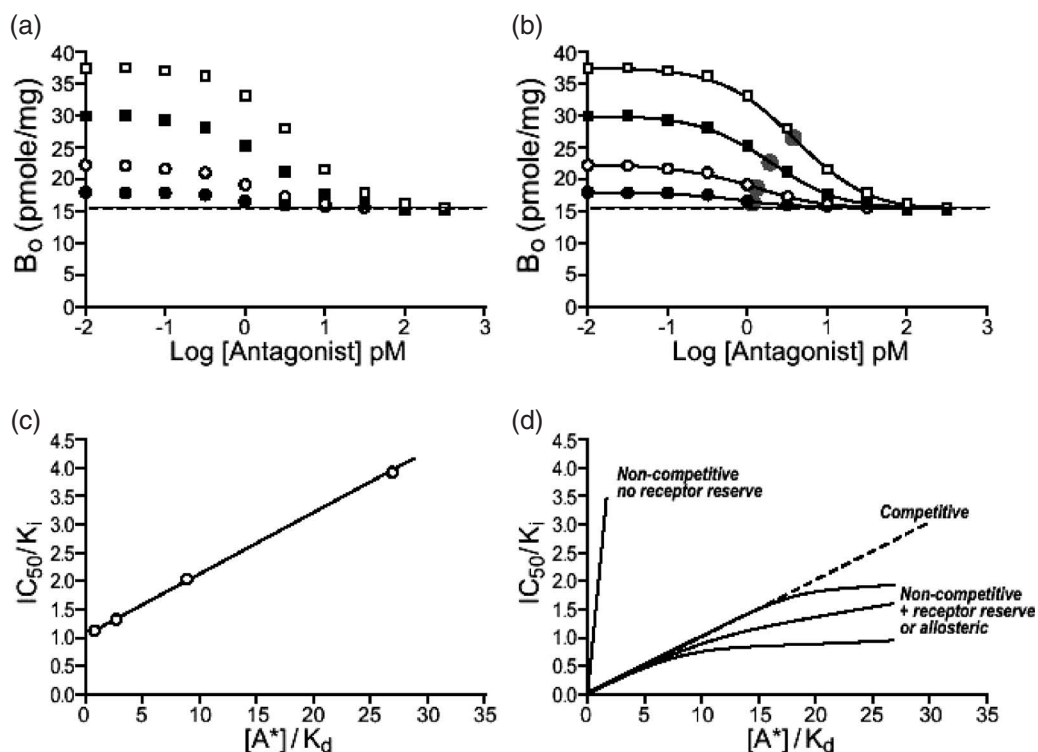 (a)
40
35
30
25
20
15
10
5
0
B₀ (pmole/mg)
-2 -1 0 1 2 3
Log [Antagonist] pM
(b)
40
35
30
25
20
15
10
5
0
B₀ (pmole/mg)
-2 -1 0 1 2 3
Log [Antagonist] pM
(c)
4.5
4.0
3.5
3.0
2.5
2.0
1.5
1.0
0.5
0.0
IC₅₀/Kᵢ
0 5 10 15 20 25 30 35
[A*]/K_d
(d)
4.5
4.0
3.5
3.0
2.5
2.0
1.5
1.0
0.5
0.0
IC₅₀/Kᵢ
Non-competitive
no receptor reserve
Competitive
Non-competitive
+ receptor reserve
or allosteric
0 5 10 15 20 25 30 35
[A*]/K_d